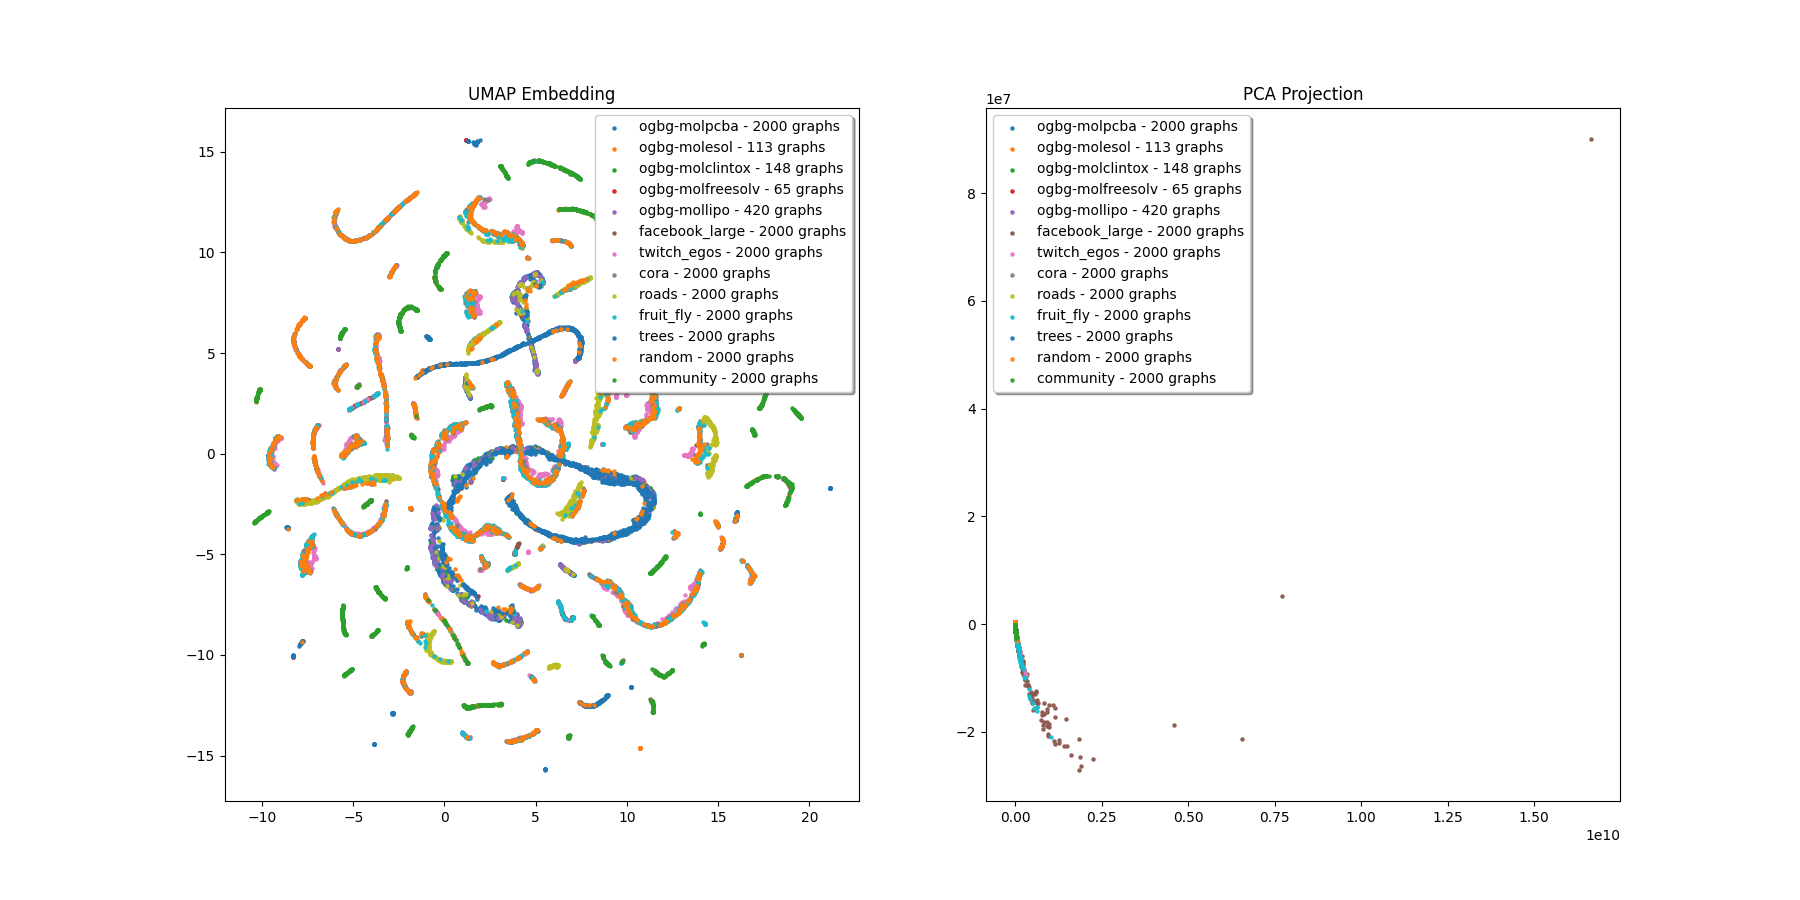 UMAP Embedding
ogbg-molpcba - 2000 graphs
ogbg-molesol - 113 graphs
ogbg-molclintox - 148 graphs
ogbg-molfreesolv - 65 graphs
ogbg-mollipo - 420 graphs
facebook_large - 2000 graphs
twitch_egos - 2000 graphs
cora - 2000 graphs
roads - 2000 graphs
fruit_fly - 2000 graphs
trees - 2000 graphs
random - 2000 graphs
community - 2000 graphs
15
10
5
0
−5
−10
−15
−10 −5 0 5 10 15 20
PCA Projection
1e7
ogbg-molpcba - 2000 graphs
ogbg-molesol - 113 graphs
ogbg-molclintox - 148 graphs
ogbg-molfreesolv - 65 graphs
ogbg-mollipo - 420 graphs
facebook_large - 2000 graphs
twitch_egos - 2000 graphs
cora - 2000 graphs
roads - 2000 graphs
fruit_fly - 2000 graphs
trees - 2000 graphs
random - 2000 graphs
community - 2000 graphs
8
6
4
2
0
−2
0.00 0.25 0.50 0.75 1.00 1.25 1.50
1e10